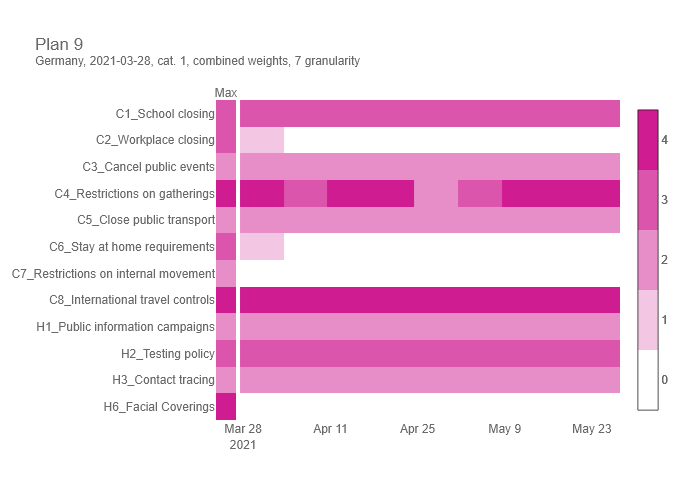 Plan 9
Germany, 2021-03-28, cat. 1, combined weights, 7 granularity
Max
C1_School closing
C2_Workplace closing
C3_Cancel public events
C4_Restrictions on gatherings
C5_Close public transport
C6_Stay at home requirements
C7_Restrictions on internal movement
C8_International travel controls
H1_Public information campaigns
H2_Testing policy
H3_Contact tracing
H6_Facial Coverings
4
3
2
1
0
Mar 28 Apr 11 Apr 25 May 9 May 23
2021